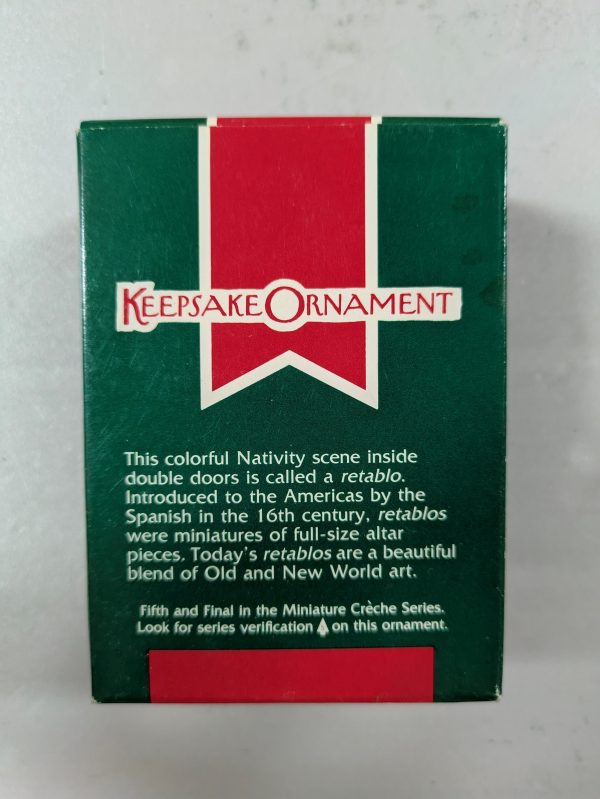 KEEPSAKE ORNAMENT
This colorful Nativity scene inside
double doors is called a retablo.
Introduced to the Americas by the
Spanish in the 16th century, retablos
were miniatures of full-size altar
pieces. Today's retablos are a beautiful
blend of Old and New World art.
Fifth and Final in the Miniature Crèche Series.
Look for series verification on this ornament.